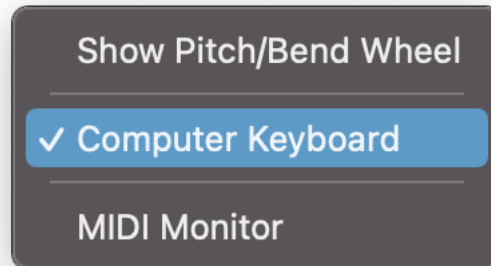 Show Pitch/Bend Wheel
✓ Computer Keyboard
MIDI Monitor